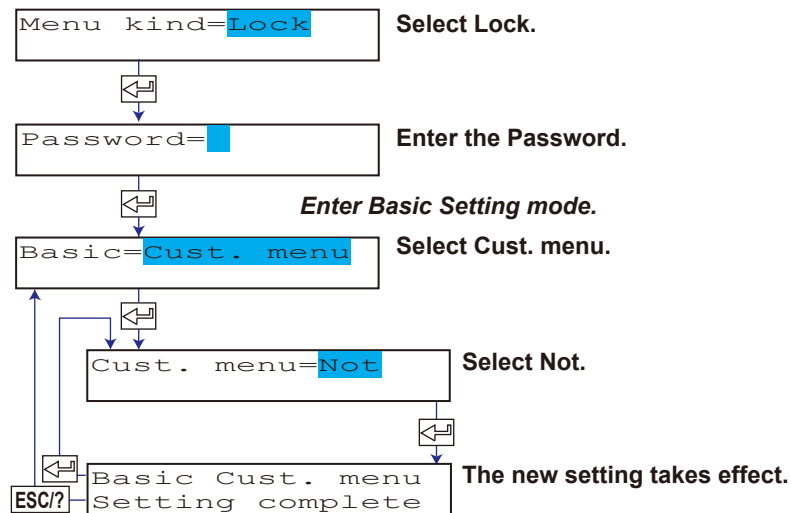 Menu kind=Lock
Select Lock.
Password=
Enter the Password.
Enter Basic Setting mode.
Basic=Cust. menu
Select Cust. menu.
Cust. menu=Not
Select Not.
Basic Cust. menu
Setting complete
The new setting takes effect.
ESC/?